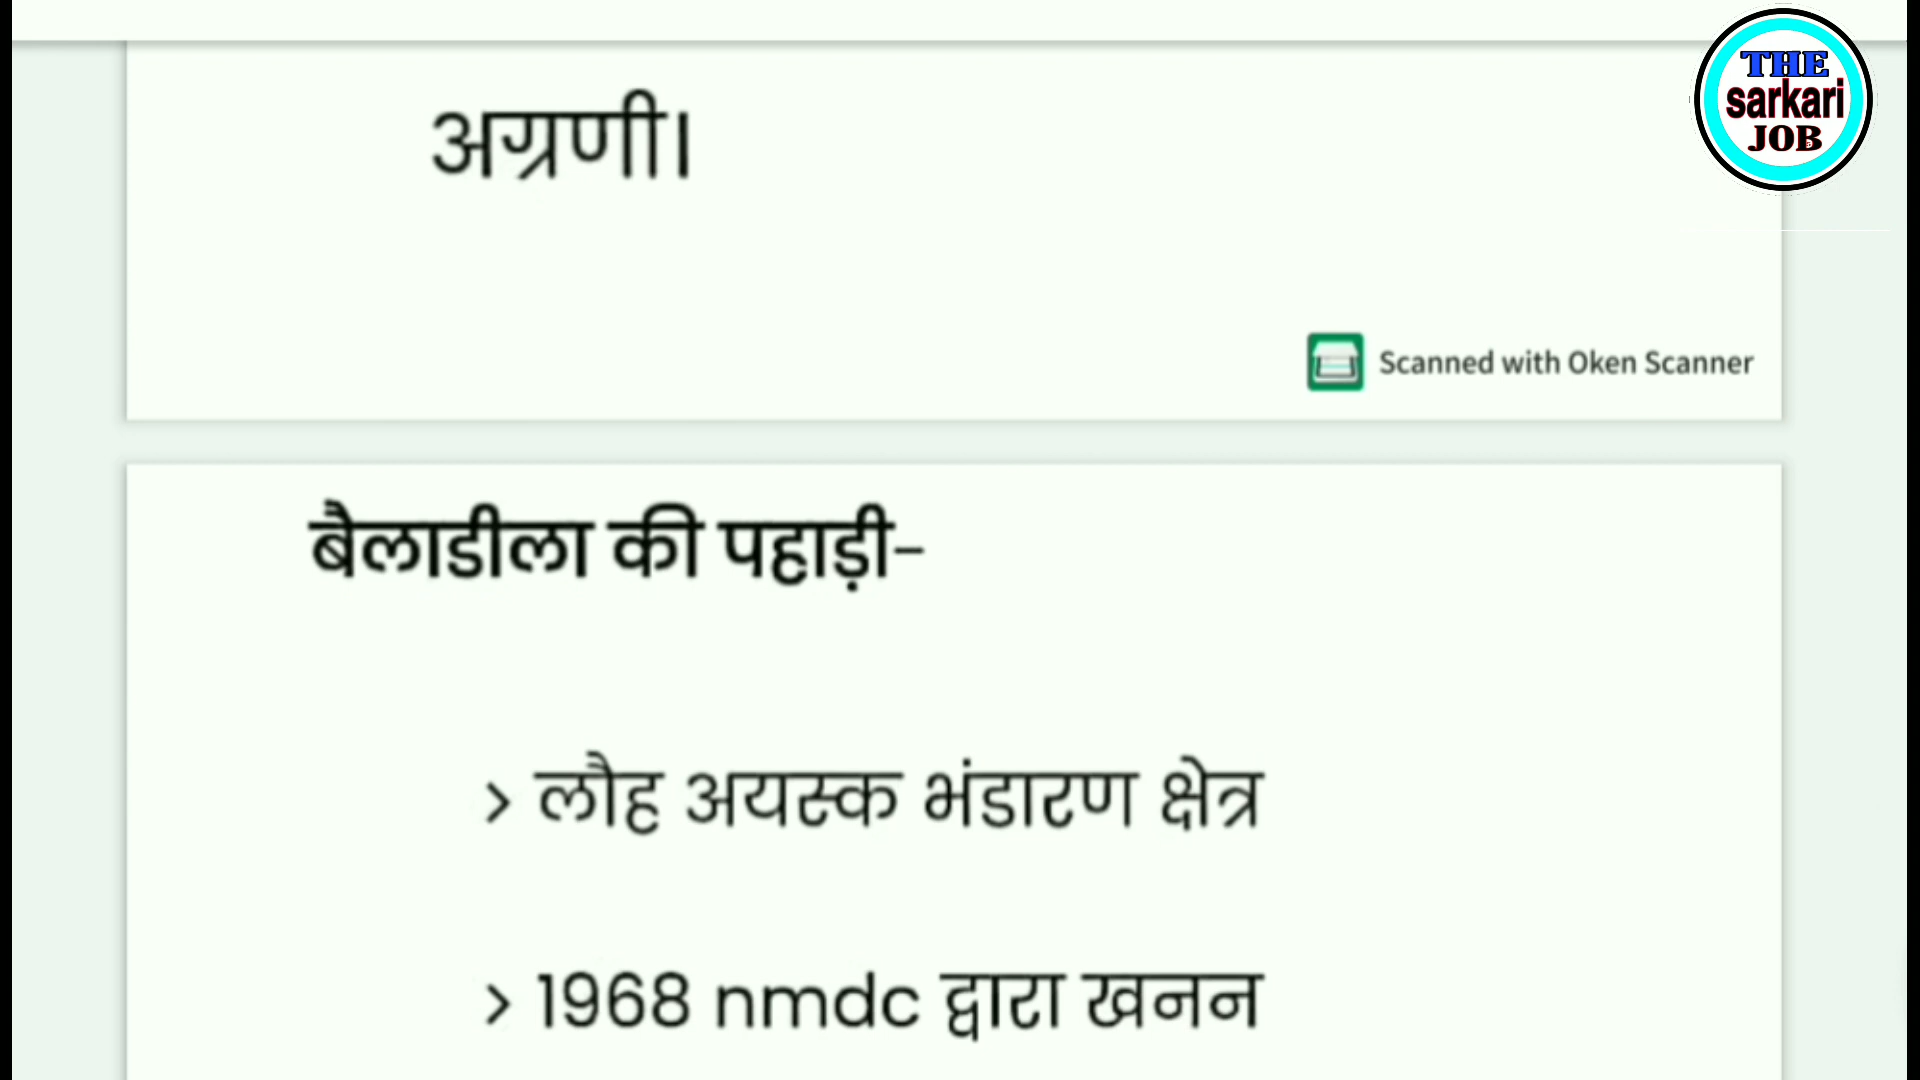 THE
sarkari
JOB
अग्रणी।
Scanned with Oken Scanner
बैलाडीला की पहाड़ी-
> लौह अयस्क भंडारण क्षेत्र
> 1968 nmdc द्वारा खनन